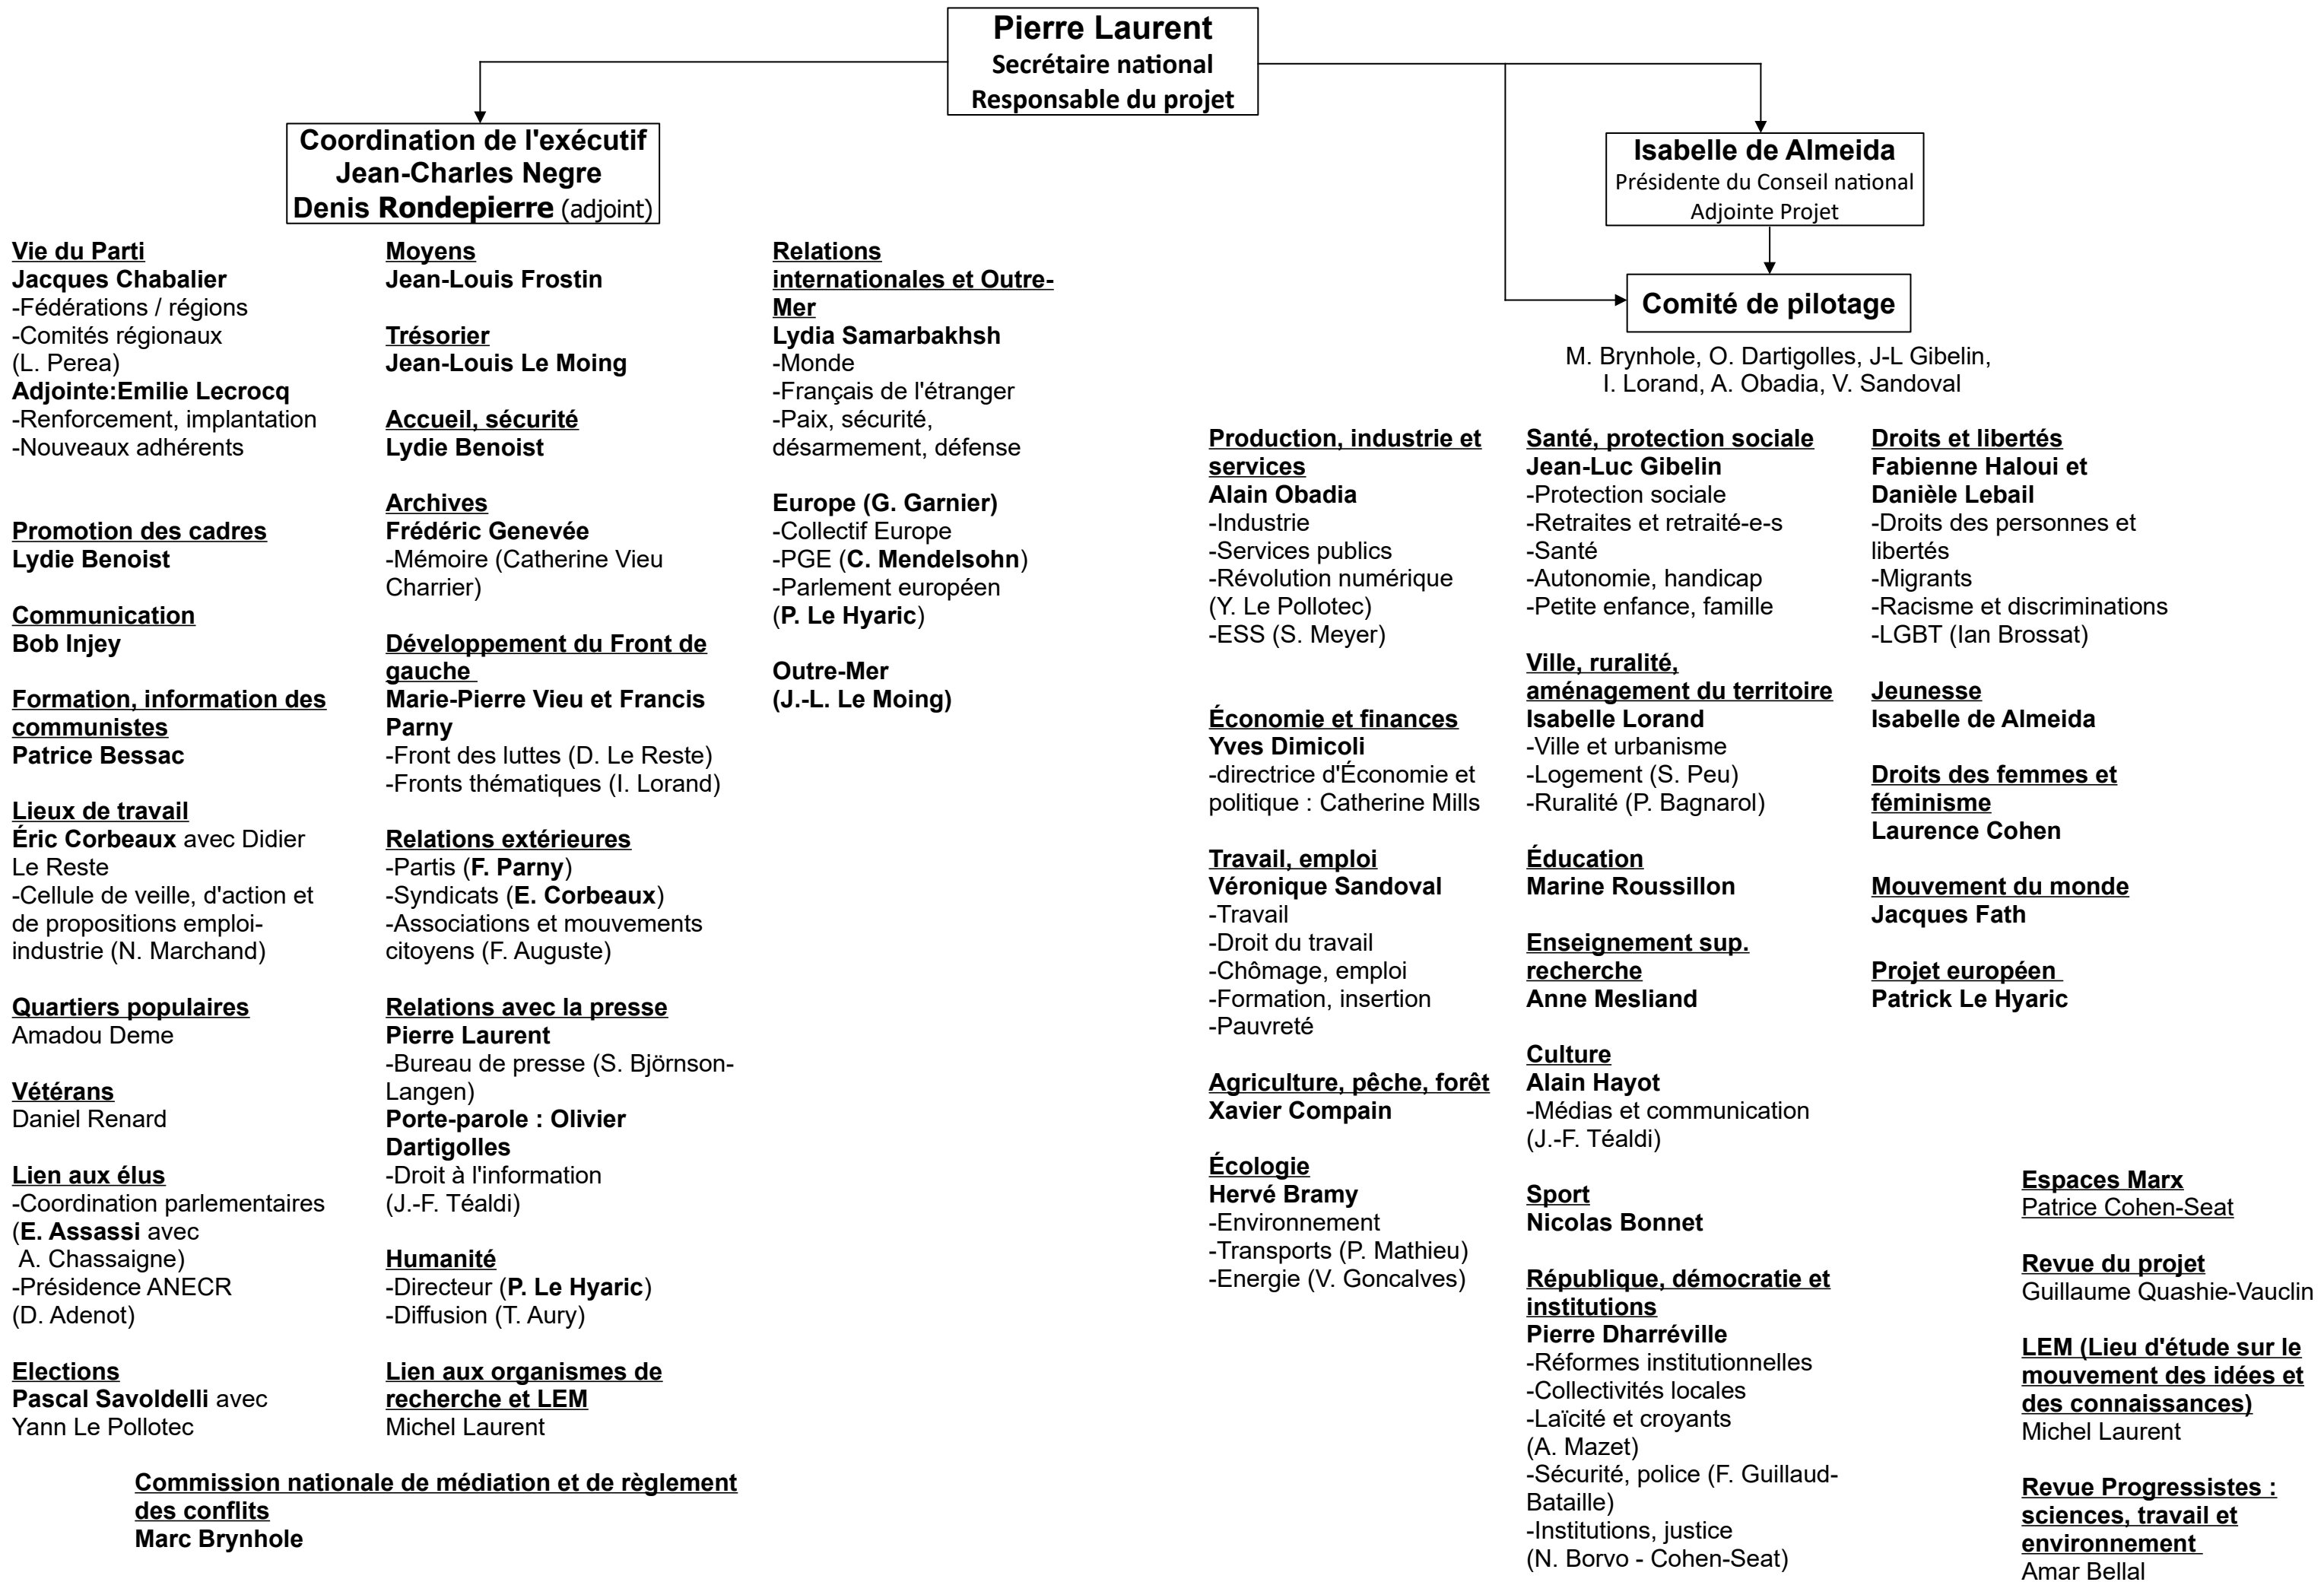 Pierre Laurent
Secrétaire national
Responsable du projet
Coordination de l'exécutif
Jean-Charles Negre
Denis Rondepierre (adjoint)
Isabelle de Almeida
Présidente du Conseil national
Adjointe Projet
Comité de pilotage
M. Brynhole, O. Dartigolles, J-L Gibelin,
I. Lorand, A. Obadia, V. Sandoval
Vie du Parti
Jacques Chabalier
-Fédérations / régions
-Comités régionaux
(L. Perea)
Adjointe:Emilie Lecrocq
-Renforcement, implantation
-Nouveaux adhérents
Promotion des cadres
Lydie Benoist
Communication
Bob Injey
Formation, information des
communistes
Patrice Bessac
Lieux de travail
Éric Corbeaux avec Didier
Le Reste
-Cellule de veille, d'action et
de propositions emploi-
industrie (N. Marchand)
Quartiers populaires
Amadou Deme
Vétérans
Daniel Renard
Lien aux élus
-Coordination parlementaires
(E. Assassi avec
A. Chassaigne)
-Présidence ANECR
(D. Adenot)
Elections
Pascal Savoldelli avec
Yann Le Pollotec
Moyens
Jean-Louis Frostin
Trésorier
Jean-Louis Le Moing
Accueil, sécurité
Lydie Benoist
Archives
Frédéric Genevée
-Mémoire (Catherine Vieu
Charrier)
Développement du Front de
gauche
Marie-Pierre Vieu et Francis
Parny
-Front des luttes (D. Le Reste)
-Fronts thématiques (I. Lorand)
Relations extérieures
-Partis (F. Parny)
-Syndicats (E. Corbeaux)
-Associations et mouvements
citoyens (F. Auguste)
Relations avec la presse
Pierre Laurent
-Bureau de presse (S. Björnson-
Langen)
Porte-parole : Olivier
Dartigolles
-Droit à l'information
(J.-F. Téaldi)
Humanité
-Directeur (P. Le Hyaric)
-Diffusion (T. Aury)
Lien aux organismes de
recherche et LEM
Michel Laurent
Commission nationale de médiation et de règlement
des conflits
Marc Brynhole
Relations
internationales et Outre-
Mer
Lydia Samarbakhsh
-Monde
-Français de l'étranger
-Paix, sécurité,
désarmement, défense
Europe (G. Garnier)
-Collectif Europe
-PGE (C. Mendelsohn)
-Parlement européen
(P. Le Hyaric)
Outre-Mer
(J.-L. Le Moing)
Production, industrie et
services
Alain Obadia
-Industrie
-Services publics
-Révolution numérique
(Y. Le Pollotec)
-ESS (S. Meyer)
Économie et finances
Yves Dimicoli
-directrice d'Économie et
politique : Catherine Mills
Travail, emploi
Véronique Sandoval
-Travail
-Droit du travail
-Chômage, emploi
-Formation, insertion
-Pauvreté
Agriculture, pêche, forêt
Xavier Compain
Écologie
Hervé Bramy
-Environnement
-Transports (P. Mathieu)
-Energie (V. Goncalves)
Santé, protection sociale
Jean-Luc Gibelin
-Protection sociale
-Retraites et retraité-e-s
-Santé
-Autonomie, handicap
-Petite enfance, famille
Ville, ruralité,
aménagement du territoire
Isabelle Lorand
-Ville et urbanisme
-Logement (S. Peu)
-Ruralité (P. Bagnarol)
Éducation
Marine Roussillon
Enseignement sup.
recherche
Anne Mesliand
Culture
Alain Hayot
-Médias et communication
(J.-F. Téaldi)
Sport
Nicolas Bonnet
République, démocratie et
institutions
Pierre Dharréville
-Réformes institutionnelles
-Collectivités locales
-Laïcité et croyants
(A. Mazet)
-Sécurité, police (F. Guillaud-
Bataille)
-Institutions, justice
(N. Borvo - Cohen-Seat)
Droits et libertés
Fabienne Haloui et
Danièle Lebail
-Droits des personnes et
libertés
-Migrants
-Racisme et discriminations
-LGBT (Ian Brossat)
Jeunesse
Isabelle de Almeida
Droits des femmes et
féminisme
Laurence Cohen
Mouvement du monde
Jacques Fath
Projet européen
Patrick Le Hyaric
Espaces Marx
Patrice Cohen-Seat
Revue du projet
Guillaume Quashie-Vauclin
LEM (Lieu d'étude sur le
mouvement des idées et
des connaissances)
Michel Laurent
Revue Progressistes :
sciences, travail et
environnement
Amar Bellal